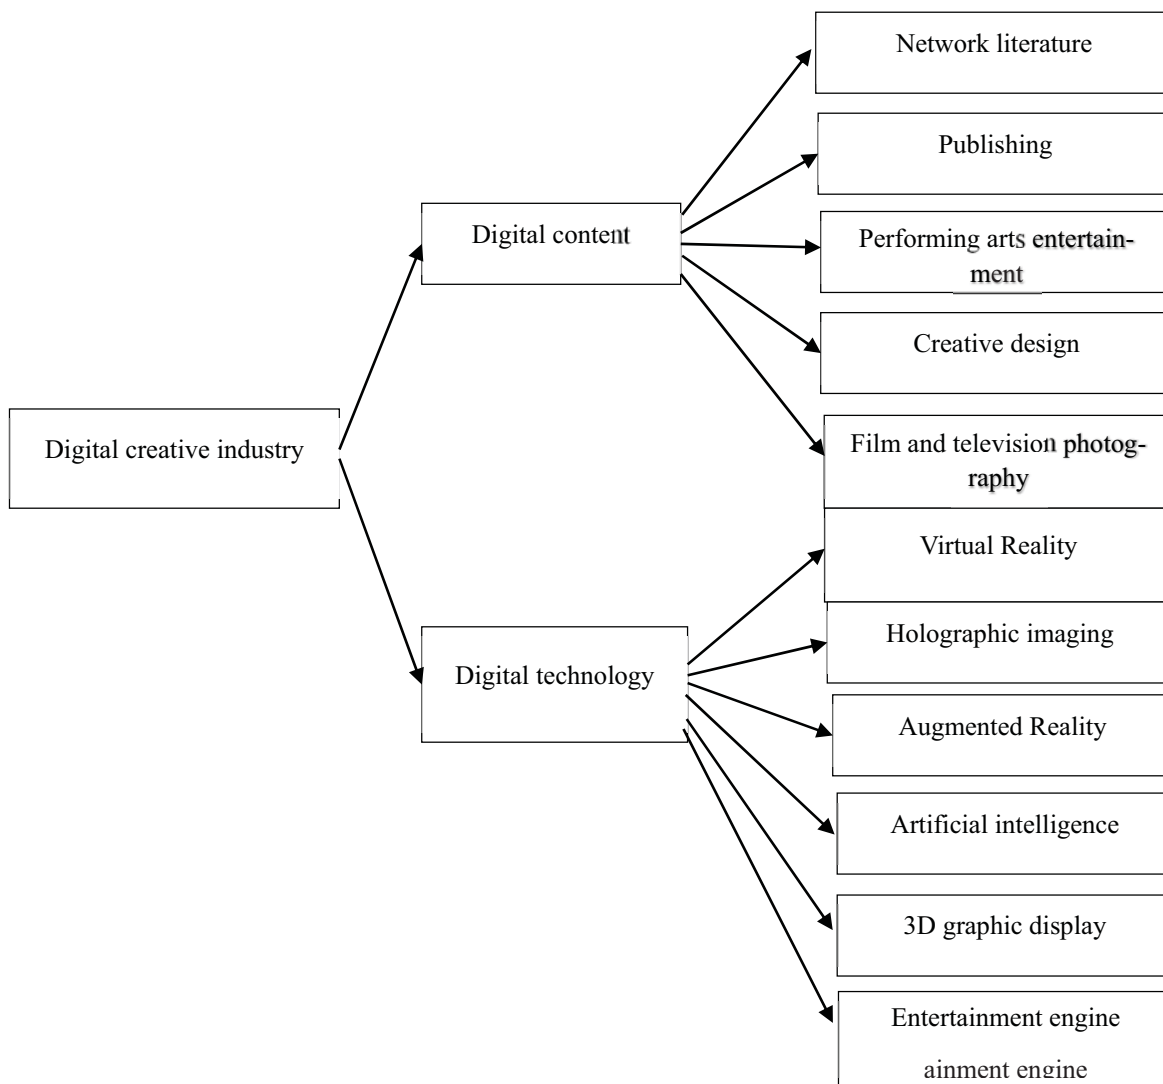 Network literature
Publishing
Digital content
Performing arts entertain-
ment
Creative design
Digital creative industry
Film and television photog-
raphy
Virtual Reality
Holographic imaging
Digital technology
Augmented Reality
Artificial intelligence
3D graphic display
Entertainment engine
ainment engine